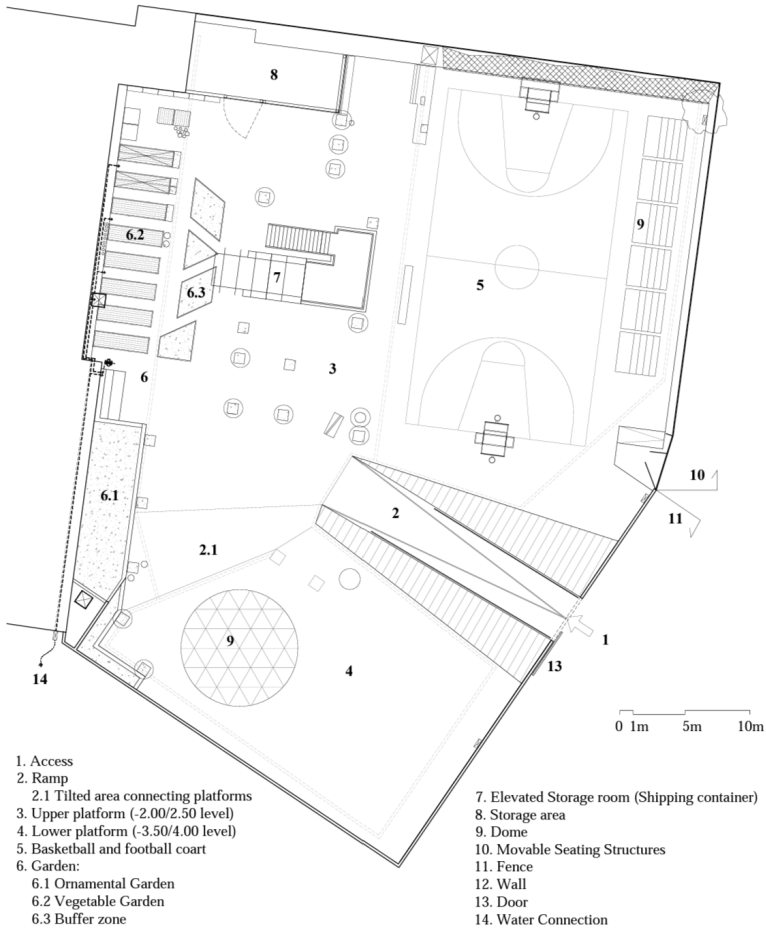 8
6.2
9
7
5
6.3
3
6
10
6.1
2
11
2.1
1
9
4
13
14
0 1m 5m 10m
1. Access
2. Ramp
2.1 Tilted area connecting platforms
3. Upper platform (-2.00/2.50 level)
4. Lower platform (-3.50/4.00 level)
5. Basketball and football coart
6. Garden:
6.1 Ornamental Garden
6.2 Vegetable Garden
6.3 Buffer zone
7. Elevated Storage room (Shipping container)
8. Storage area
9. Dome
10. Movable Seating Structures
11. Fence
12. Wall
13. Door
14. Water Connection